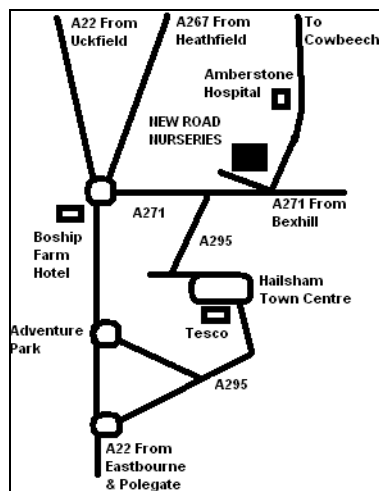 A22 From
Uckfield
A267 From
Heathfield
To
Cowbeech
Amberstone
Hospital
NEW ROAD
NURSERIES
A271
A271 From
Bexhill
Boship
Farm
Hotel
A295
Hailsham
Town Centre
Adventure
Park
Tesco
A295
A22 From
Eastbourne
& Polegate